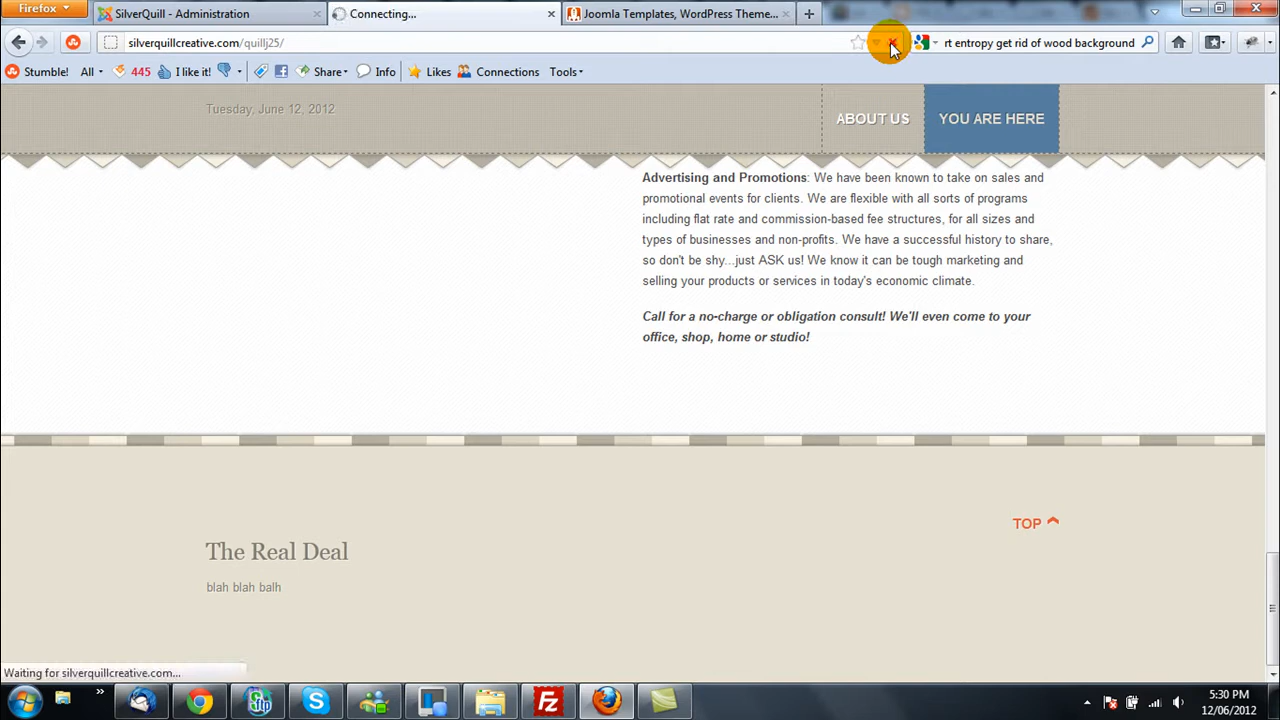 Firefox
SilverQuill - Administration
Connecting...
Joomla Templates, WordPress Theme...
silverquillcreative.com/quillj25/
rt entropy get rid of wood background
Stumble! All 445 I like it! Share Info Likes Connections Tools
Tuesday, June 12, 2012
ABOUT US
YOU ARE HERE
Advertising and Promotions: We have been known to take on sales and
promotional events for clients. We are flexible with all sorts of programs
including flat rate and commission-based fee structures, for all sizes and
types of businesses and non-profits. We have a successful history to share,
so don't be shy...just ASK us! We know it can be tough marketing and
selling your products or services in today's economic climate.
Call for a no-charge or obligation consult! We'll even come to your
office, shop, home or studio!
TOP
The Real Deal
blah blah balh
Waiting for silverquillcreative.com...
5:30 PM
12/06/2012